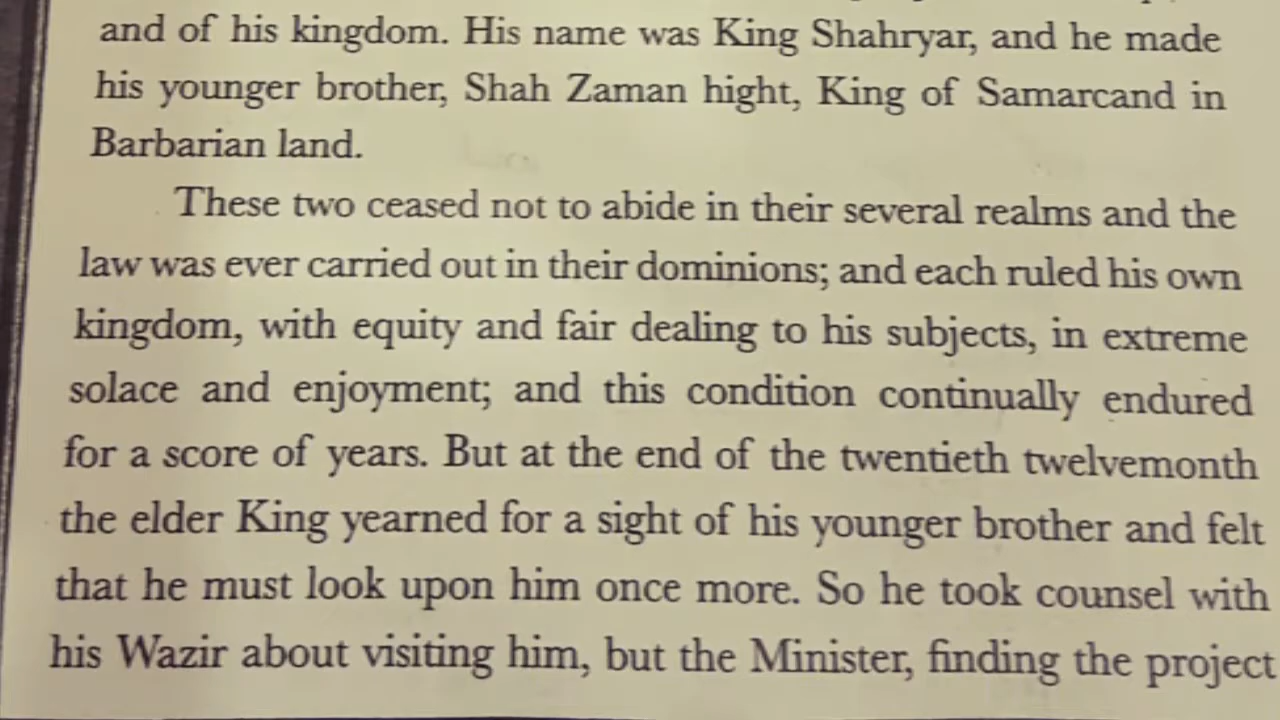 and of his kingdom. His name was King Shahryar, and he made
his younger brother, Shah Zaman hight, King of Samarcand in
Barbarian land.
These two ceased not to abide in their several realms and the
law was ever carried out in their dominions; and each ruled his own
kingdom, with equity and fair dealing to his subjects, in extreme
solace and enjoyment; and this condition continually endured
for a score of years. But at the end of the twentieth twelvemonth
the elder King yearned for a sight of his younger brother and felt
that he must look upon him once more. So he took counsel with
his Wazir about visiting him, but the Minister, finding the project